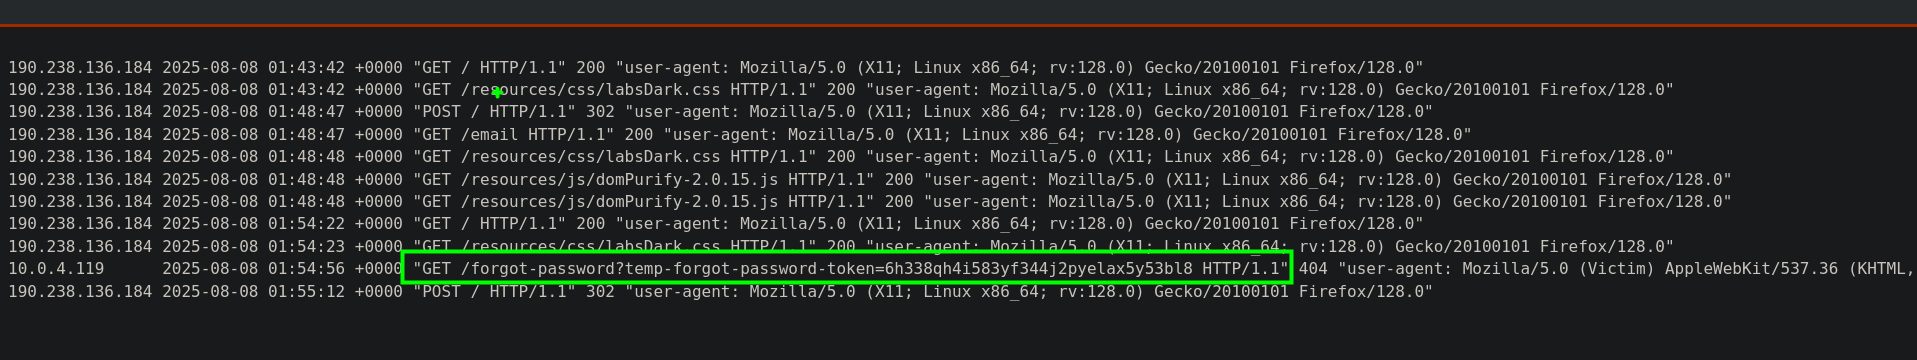 190.238.136.184 2025-08-08 01:43:42 +0000 "GET / HTTP/1.1" 200 "user-agent: Mozilla/5.0 (X11; Linux x86_64; rv:128.0) Gecko/20100101 Firefox/128.0"
190.238.136.184 2025-08-08 01:43:42 +0000 "GET /resources/css/labsDark.css HTTP/1.1" 200 "user-agent: Mozilla/5.0 (X11; Linux x86_64; rv:128.0) Gecko/20100101 Firefox/128.0"
190.238.136.184 2025-08-08 01:48:47 +0000 "POST / HTTP/1.1" 302 "user-agent: Mozilla/5.0 (X11; Linux x86_64; rv:128.0) Gecko/20100101 Firefox/128.0"
190.238.136.184 2025-08-08 01:48:47 +0000 "GET /email HTTP/1.1" 200 "user-agent: Mozilla/5.0 (X11; Linux x86_64; rv:128.0) Gecko/20100101 Firefox/128.0"
190.238.136.184 2025-08-08 01:48:48 +0000 "GET /resources/css/labsDark.css HTTP/1.1" 200 "user-agent: Mozilla/5.0 (X11; Linux x86_64; rv:128.0) Gecko/20100101 Firefox/128.0"
190.238.136.184 2025-08-08 01:48:48 +0000 "GET /resources/js/domPurify-2.0.15.js HTTP/1.1" 200 "user-agent: Mozilla/5.0 (X11; Linux x86_64; rv:128.0) Gecko/20100101 Firefox/128.0"
190.238.136.184 2025-08-08 01:48:48 +0000 "GET /resources/js/domPurify-2.0.15.js HTTP/1.1" 200 "user-agent: Mozilla/5.0 (X11; Linux x86_64; rv:128.0) Gecko/20100101 Firefox/128.0"
190.238.136.184 2025-08-08 01:54:22 +0000 "GET / HTTP/1.1" 200 "user-agent: Mozilla/5.0 (X11; Linux x86_64; rv:128.0) Gecko/20100101 Firefox/128.0"
190.238.136.184 2025-08-08 01:54:23 +0000 "GET /resources/css/labsDark.css HTTP/1.1" 200 "user-agent: Mozilla/5.0 (X11; Linux x86_64; rv:128.0) Gecko/20100101 Firefox/128.0"
10.0.4.119      2025-08-08 01:54:56 +0000 "GET /forgot-password?temp-forgot-password-token=6h338qh4i583yf344j2pyelax5y53bl8 HTTP/1.1" 404 "user-agent: Mozilla/5.0 (Victim) AppleWebKit/537.36 (KHTML,
190.238.136.184 2025-08-08 01:55:12 +0000 "POST / HTTP/1.1" 302 "user-agent: Mozilla/5.0 (X11; Linux x86_64; rv:128.0) Gecko/20100101 Firefox/128.0"